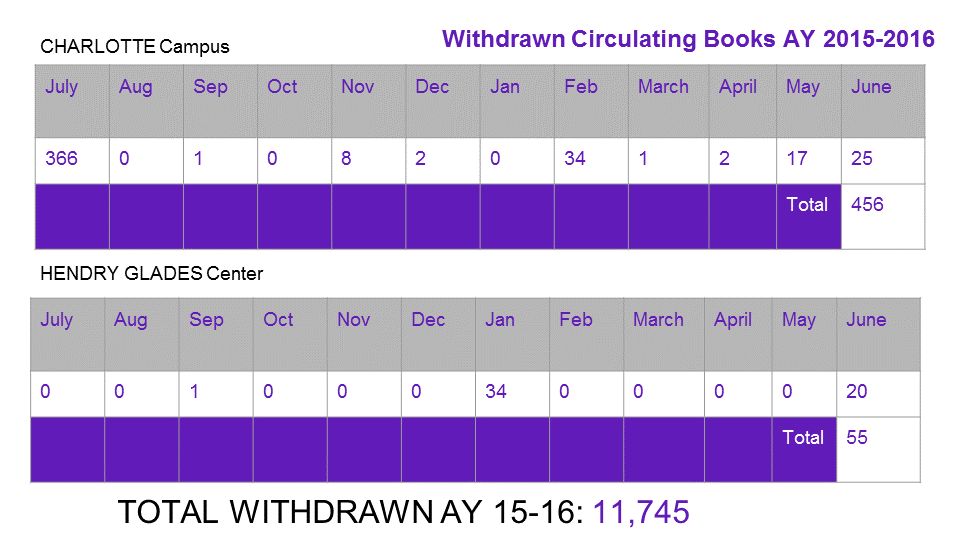 Withdrawn Circulating Books AY 2015-2016
CHARLOTTE Campus
July Aug Sep Oct Nov Dec Jan Feb March April May June
366 0 1 0 8 2 0 34 1 2 17 25
Total 456
HENDRY GLADES Center
July Aug Sep Oct Nov Dec Jan Feb March April May June
0 0 1 0 0 0 34 0 0 0 0 20
Total 55
TOTAL WITHDRAWN AY 15-16: 11,745